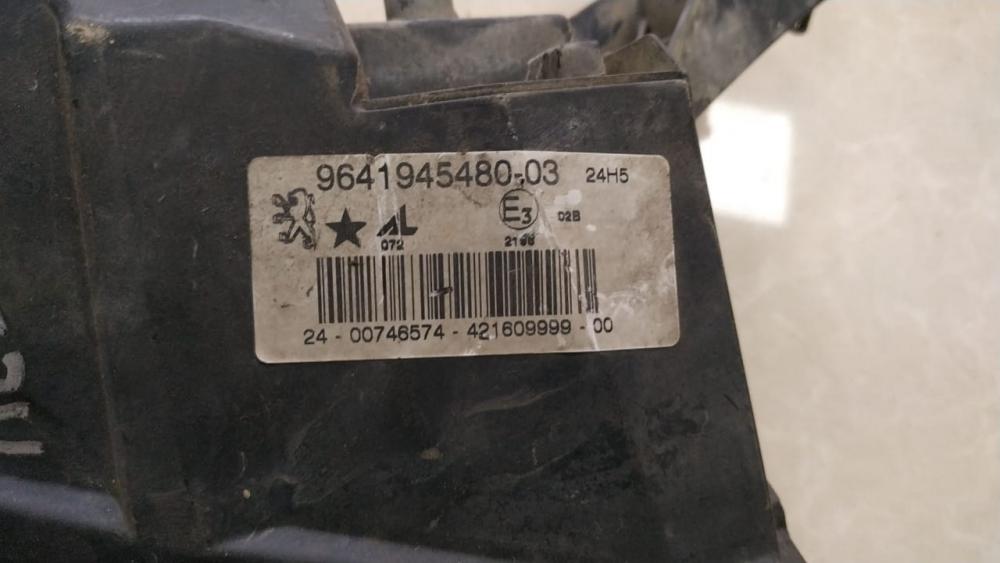 9641945480-03 24H5
AL E3 02B
072
24 - 00746574 - 421609999 - 00